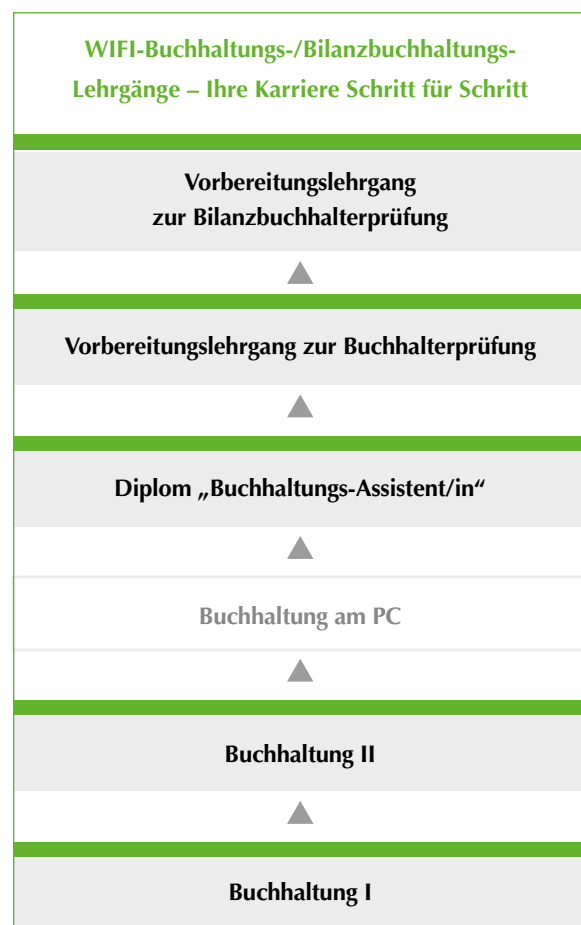 WIFI-Buchhaltungs-/Bilanzbuchhaltungs-
Lehrgänge – Ihre Karriere Schritt für Schritt
Vorbereitungslehrgang
zur Bilanzbuchhalterprüfung
Vorbereitungslehrgang zur Buchhalterprüfung
Diplom „Buchhaltungs-Assistent/in“
Buchhaltung am PC
Buchhaltung II
Buchhaltung I